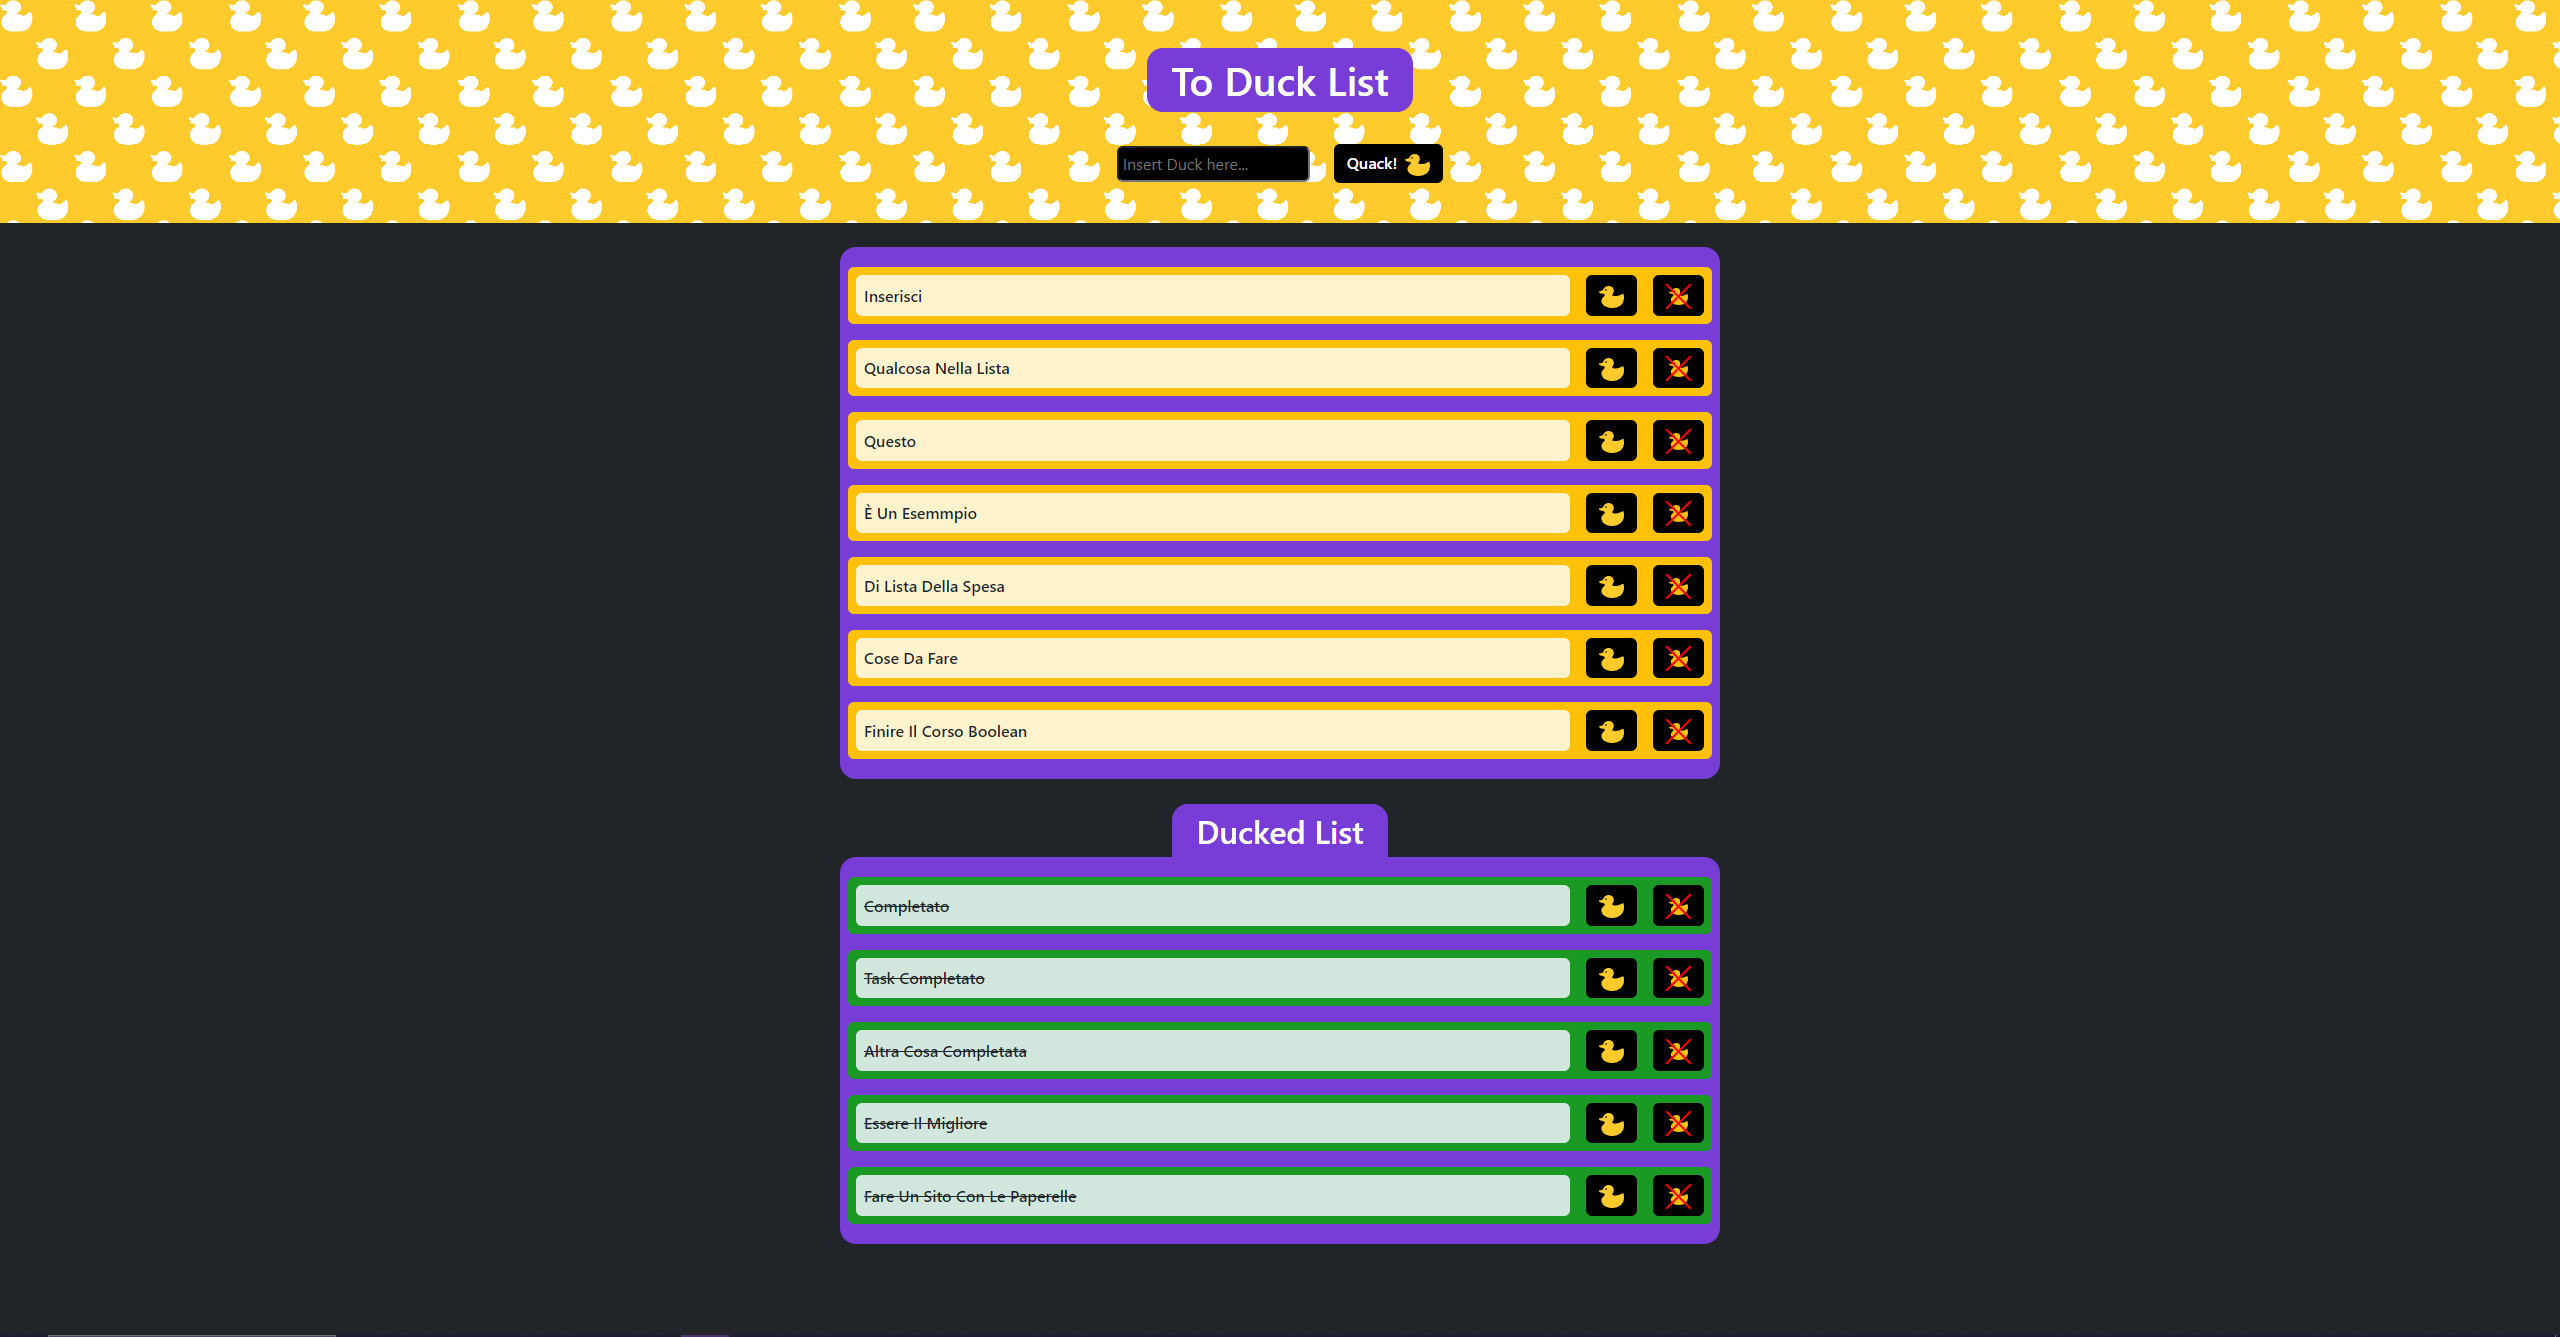 To Duck List
Insert Duck here...
Quack!
Inserisci
Qualcosa Nella Lista
Questo
È Un Esemmpio
Di Lista Della Spesa
Cose Da Fare
Finire Il Corso Boolean
Ducked List
Completato
Task Completato
Altra Cosa Completata
Essere Il Migliore
Fare Un Sito Con Le Paperelle